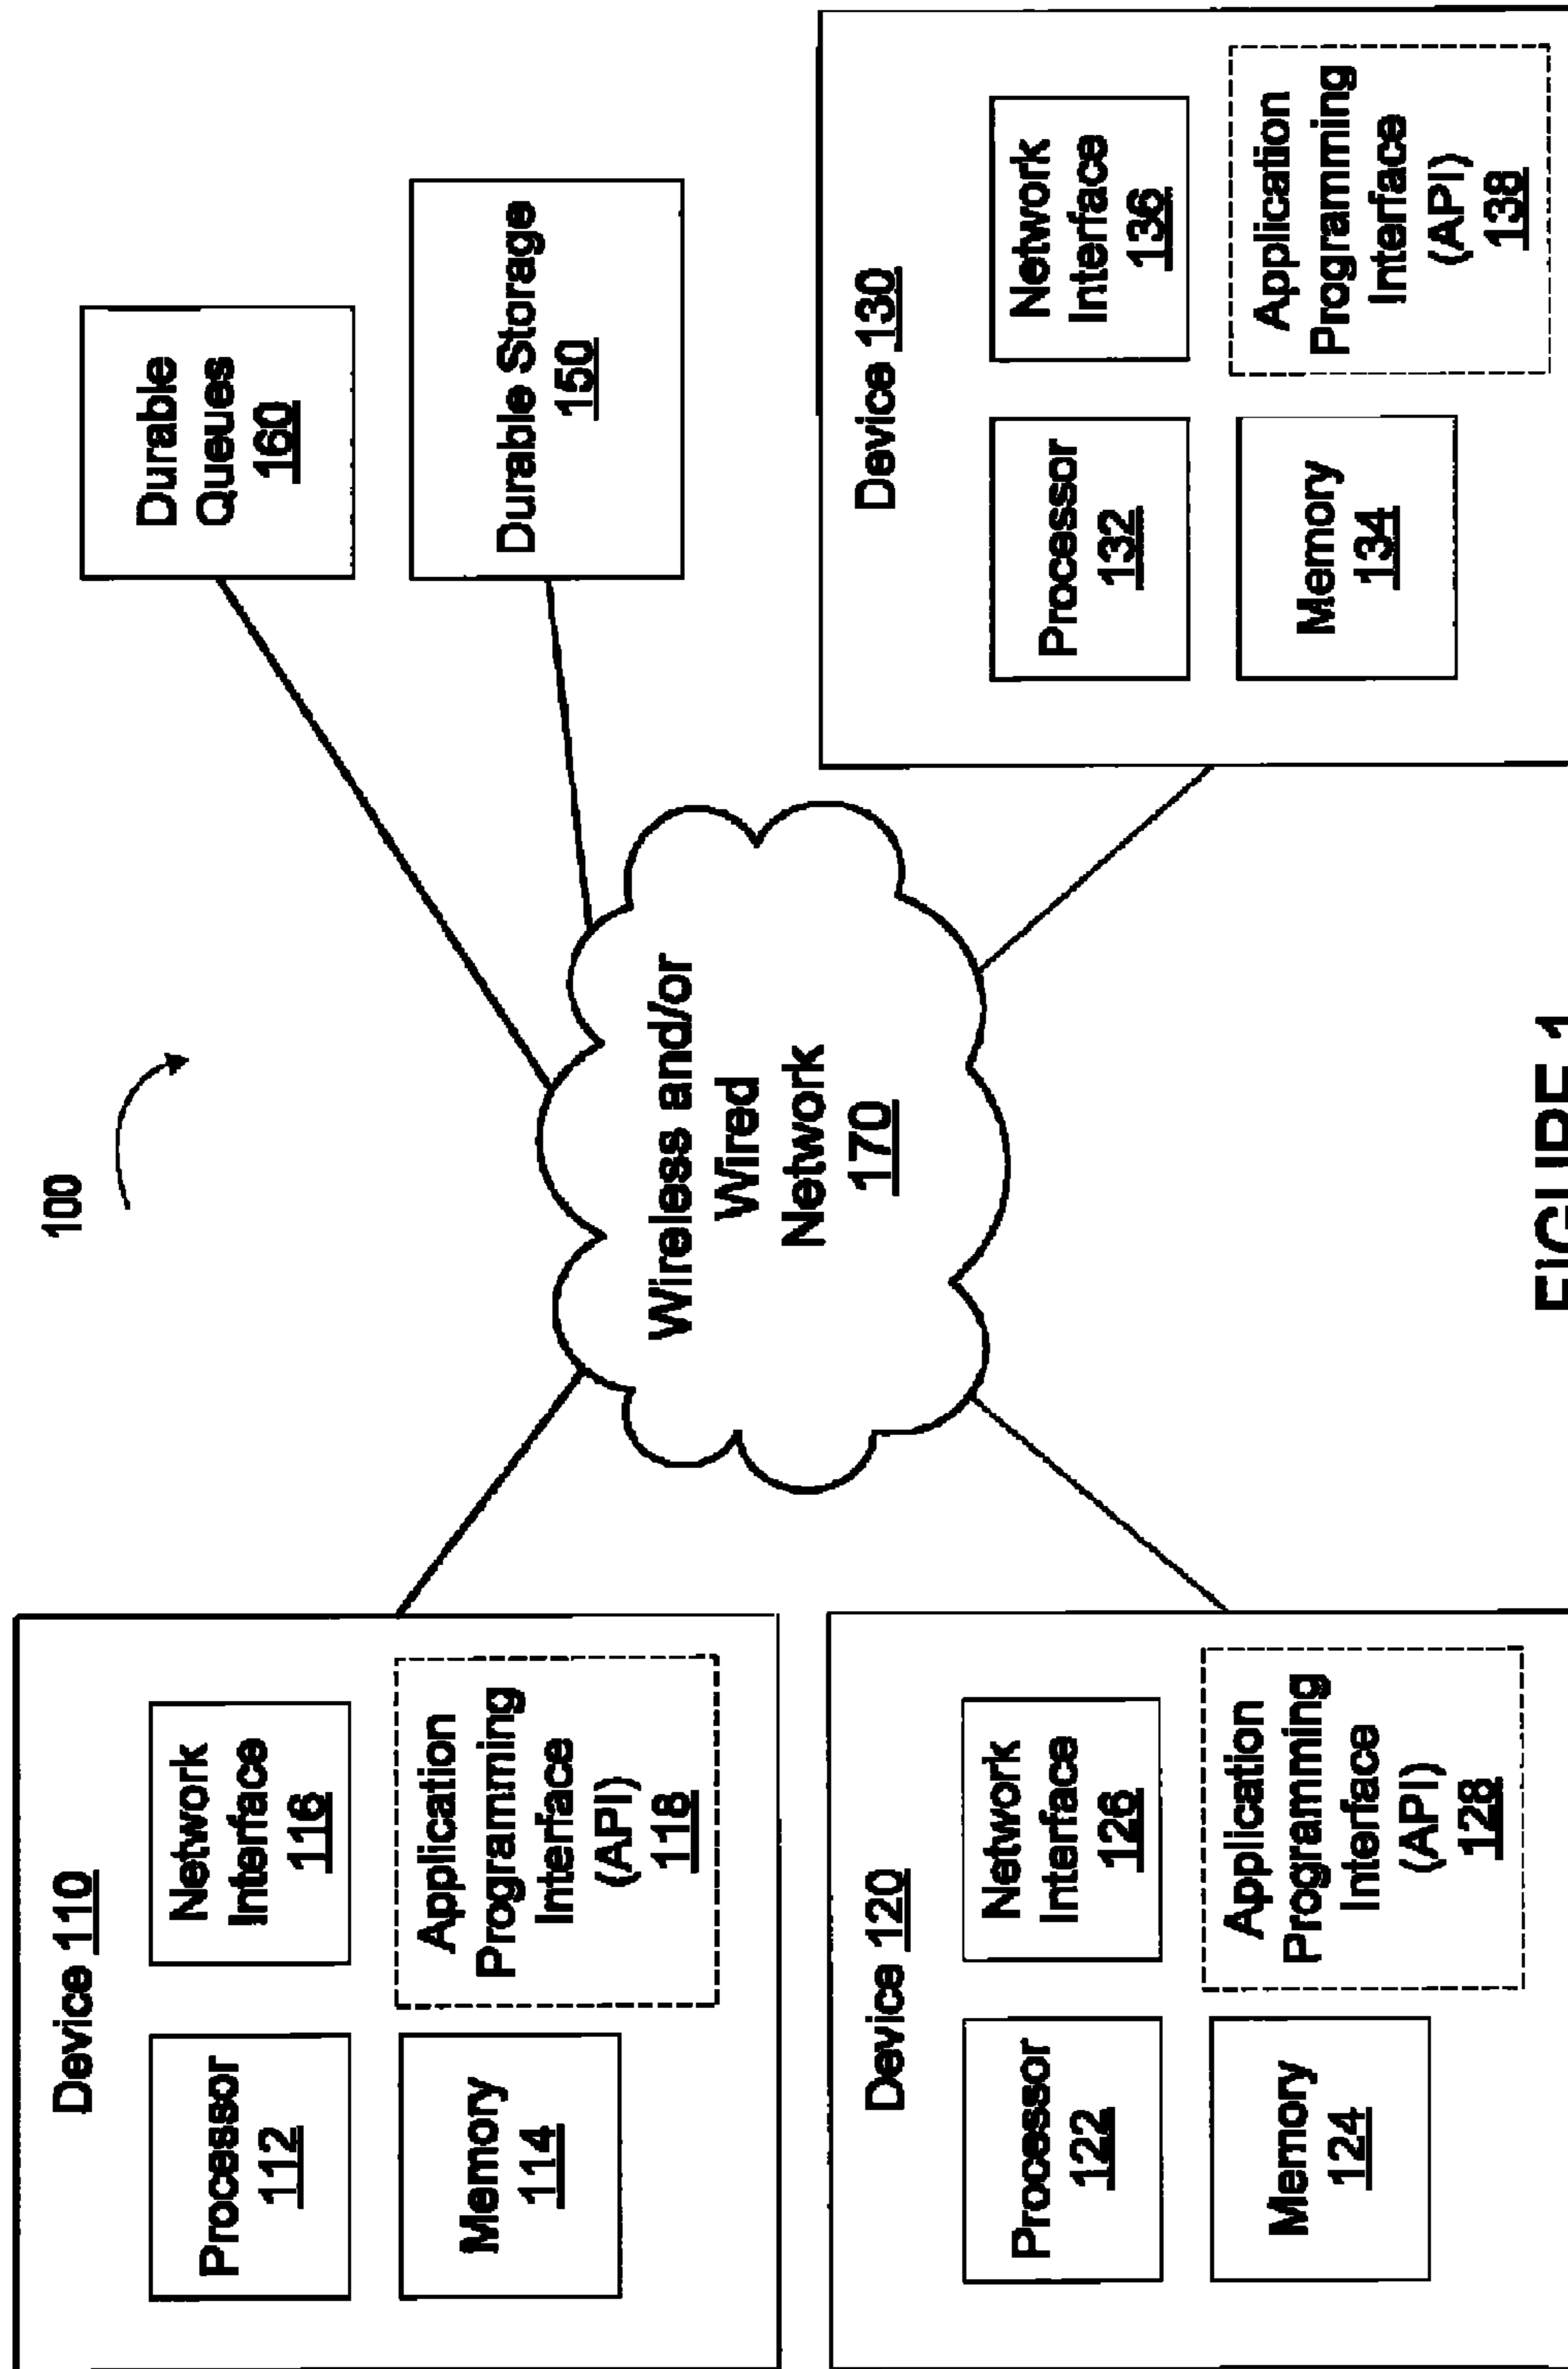 100
Device 110
Processor
112
Network
Interface
116
Memory
114
Application
Programming
Interface
(API)
118
Device 120
Processor
122
Network
Interface
126
Memory
124
Application
Programming
Interface
(API)
128
Wireless and/or
Wired
Network
170
Durable
Queues
160
Durable Storage
150
Device 130
Processor
132
Network
Interface
136
Memory
134
Application
Programming
Interface
(API)
138
FIGURE 1